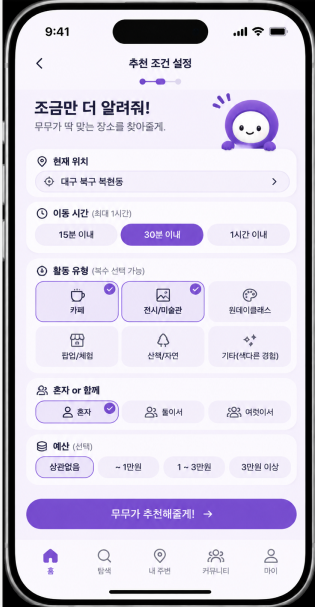 9:41
추천 조건 설정
조금만 더 알려줘!
무무가 딱 맞는 장소를 찾아줄게.
현재 위치
대구 북구 복현동
이동 시간 (최대 1시간)
15분 이내
30분 이내
1시간 이내
활동 유형 (복수 선택 가능)
카페
전시/미술관
원데이클래스
팝업/체험
산책/자연
기타(색다른 경험)
혼자 or 함께
혼자
둘이서
여럿이서
예산 (선택)
상관없음
~ 1만원
1 ~ 3만원
3만원 이상
무무가 추천해줄게! →
홈
탐색
내 주변
커뮤니티
마이